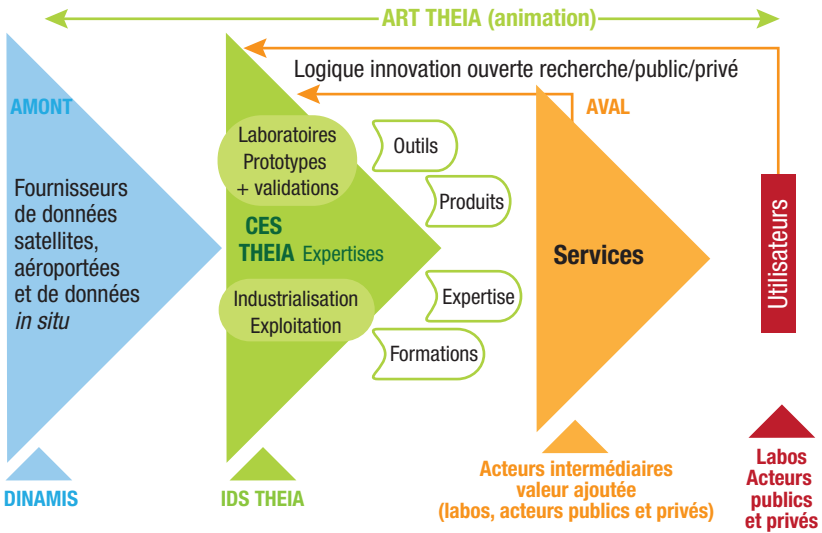 ART THEIA (animation)
Logique innovation ouverte recherche/public/privé
AMONT
Fournisseurs
de données
satellites,
aéroportées
et de données
in situ
DINAMIS
Laboratoires
Prototypes
+ validations
CES
THEIA Expertises
Industrialisation
Exploitation
IDS THEIA
Outils
Produits
Expertise
Formations
AVAL
Services
Acteurs intermédiaires
valeur ajoutée
(labos, acteurs publics et privés)
Utilisateurs
Labos
Acteurs
publics
et privés